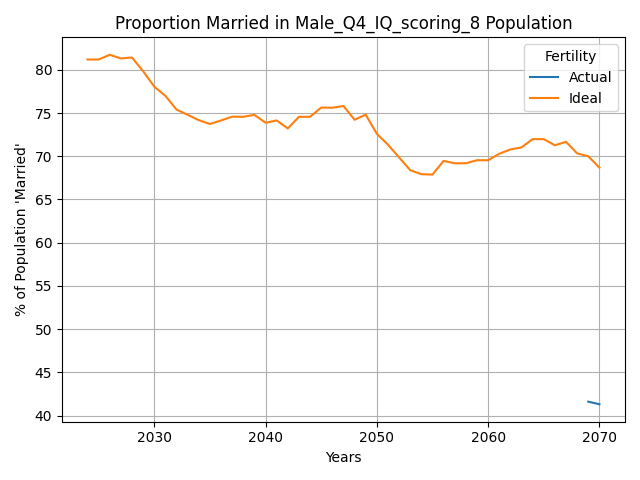 Proportion Married in Male_Q4_IQ_scoring_8 Population
% of Population 'Married'
80
75
70
65
60
55
50
45
40
Fertility
Actual
Ideal
2030
2040
2050
2060
2070
Years